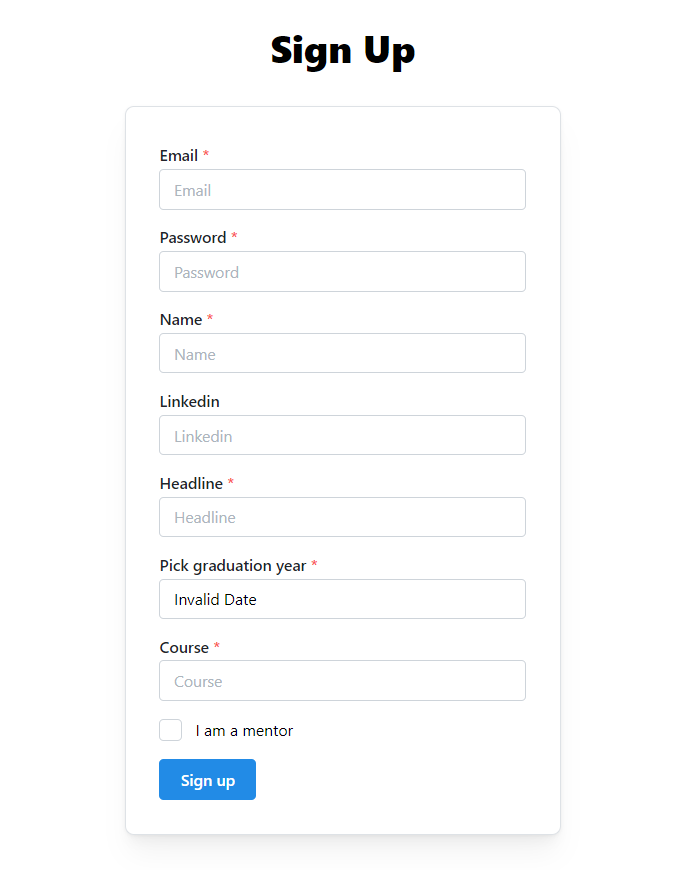 Sign Up
Email *
Email
Password *
Password
Name *
Name
Linkedin
Linkedin
Headline *
Headline
Pick graduation year *
Invalid Date
Course *
Course
I am a mentor
Sign up